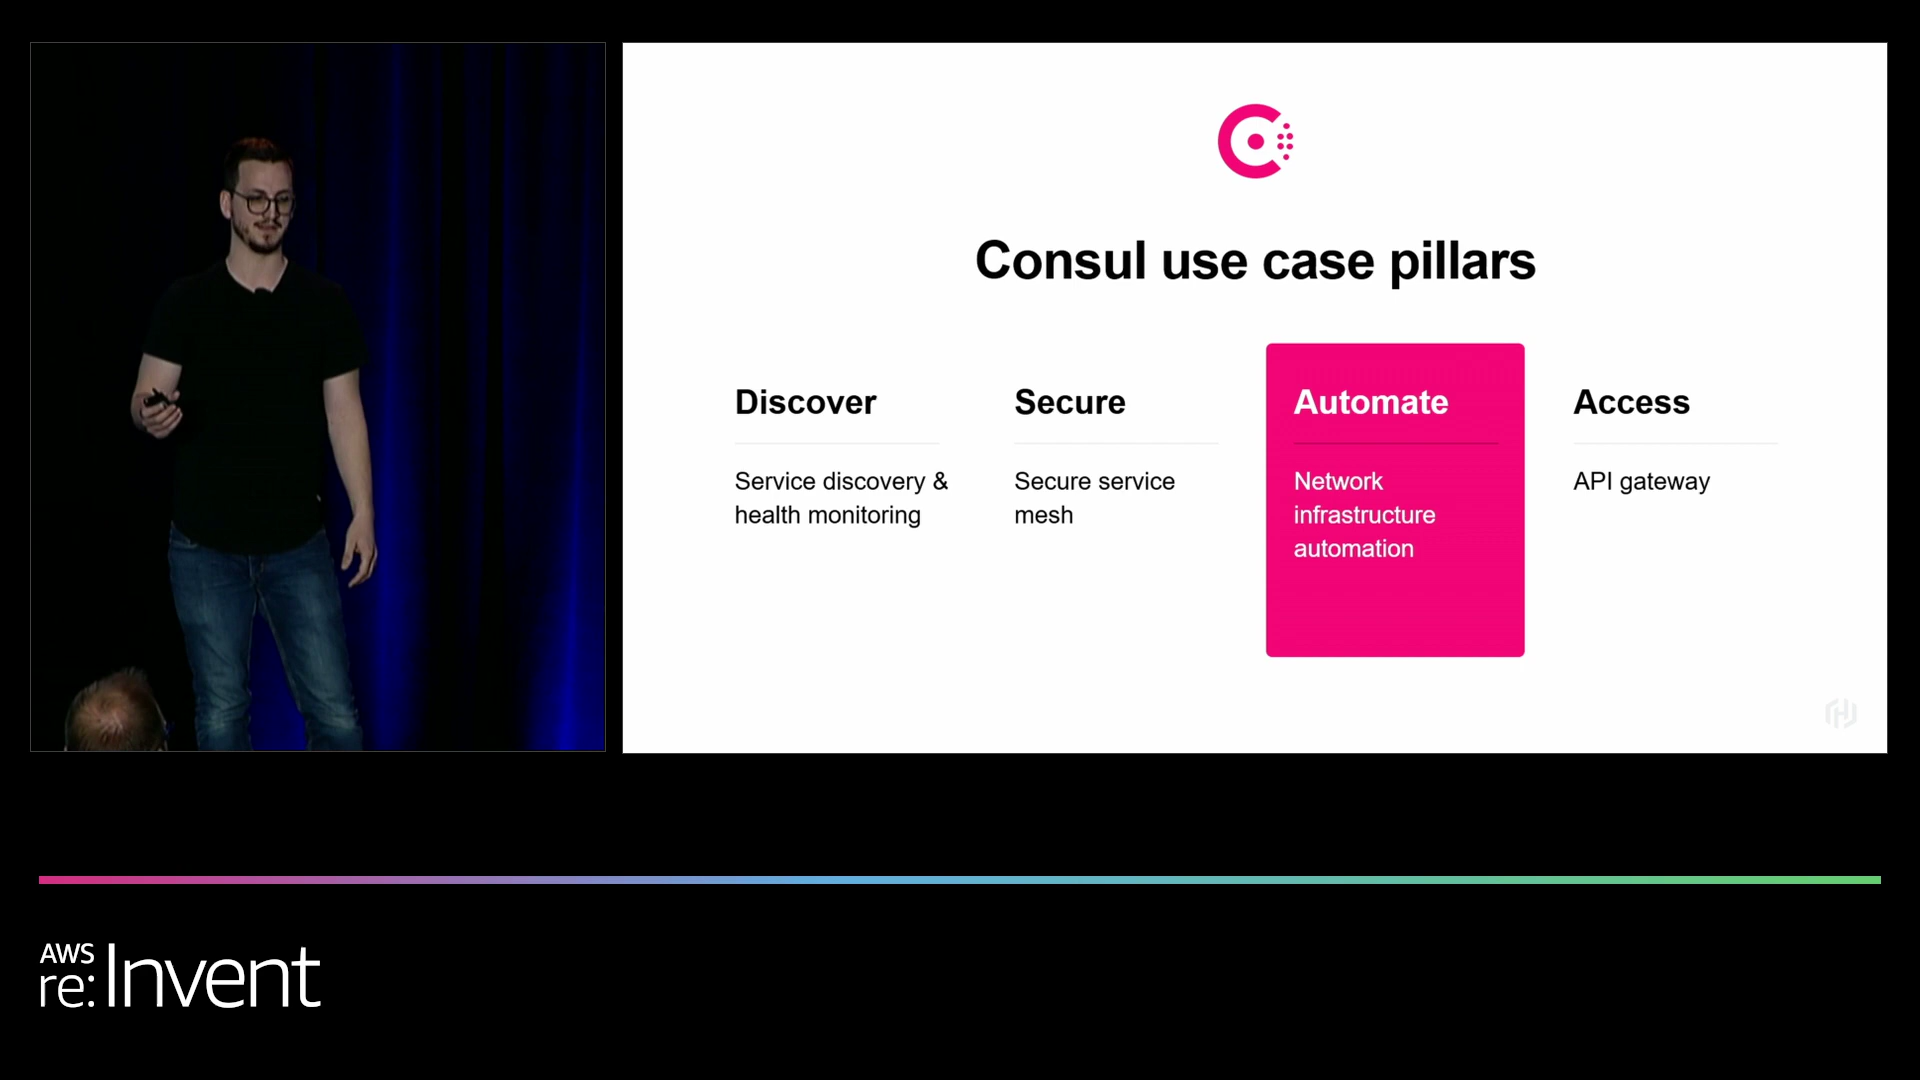 Consul use case pillars
Discover
Service discovery &
health monitoring
Secure
Secure service
mesh
Automate
Network
infrastructure
automation
Access
API gateway
AWS
re:Invent